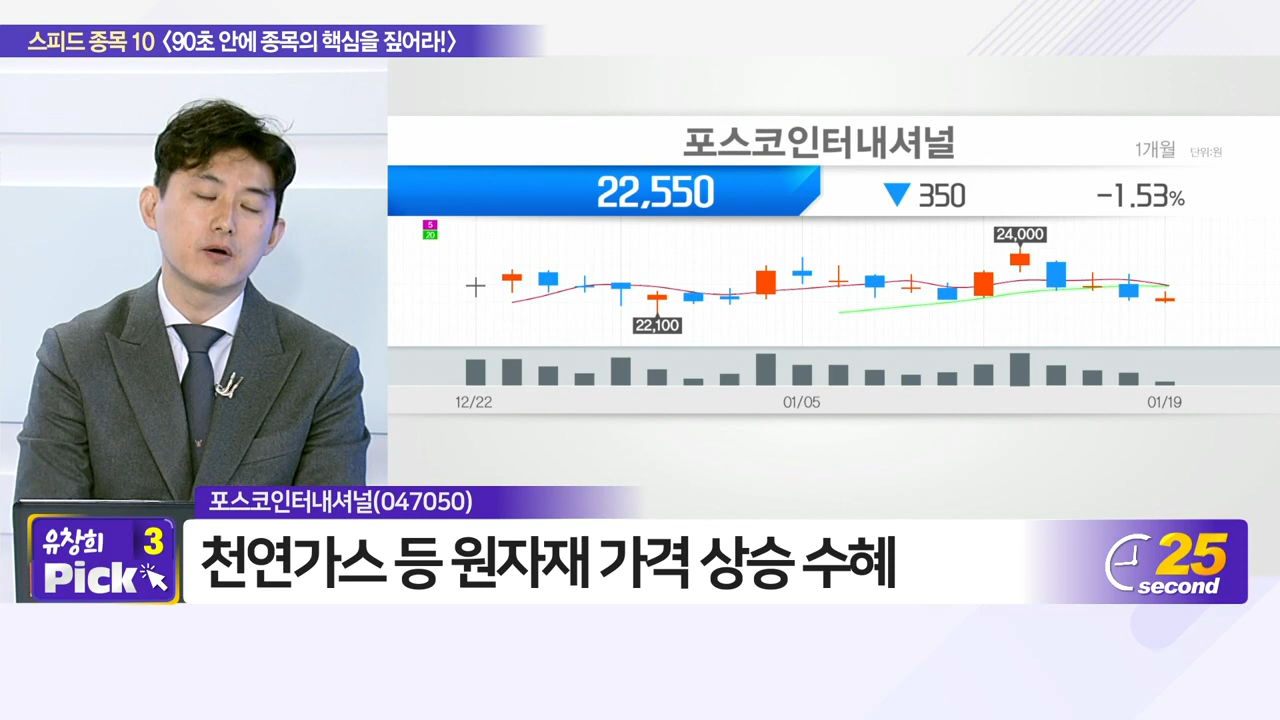 스피드 종목 10 〈90초 안에 종목의 핵심을 짚어라!〉
포스코인터내셔널
1개월 단위:원
22,550 ▼350 -1.53%
5
20
24,000
22,100
12/22 01/05 01/19
포스코인터내셔널(047050)
유창희 3
Pick
천연가스 등 원자재 가격 상승 수혜
25
second